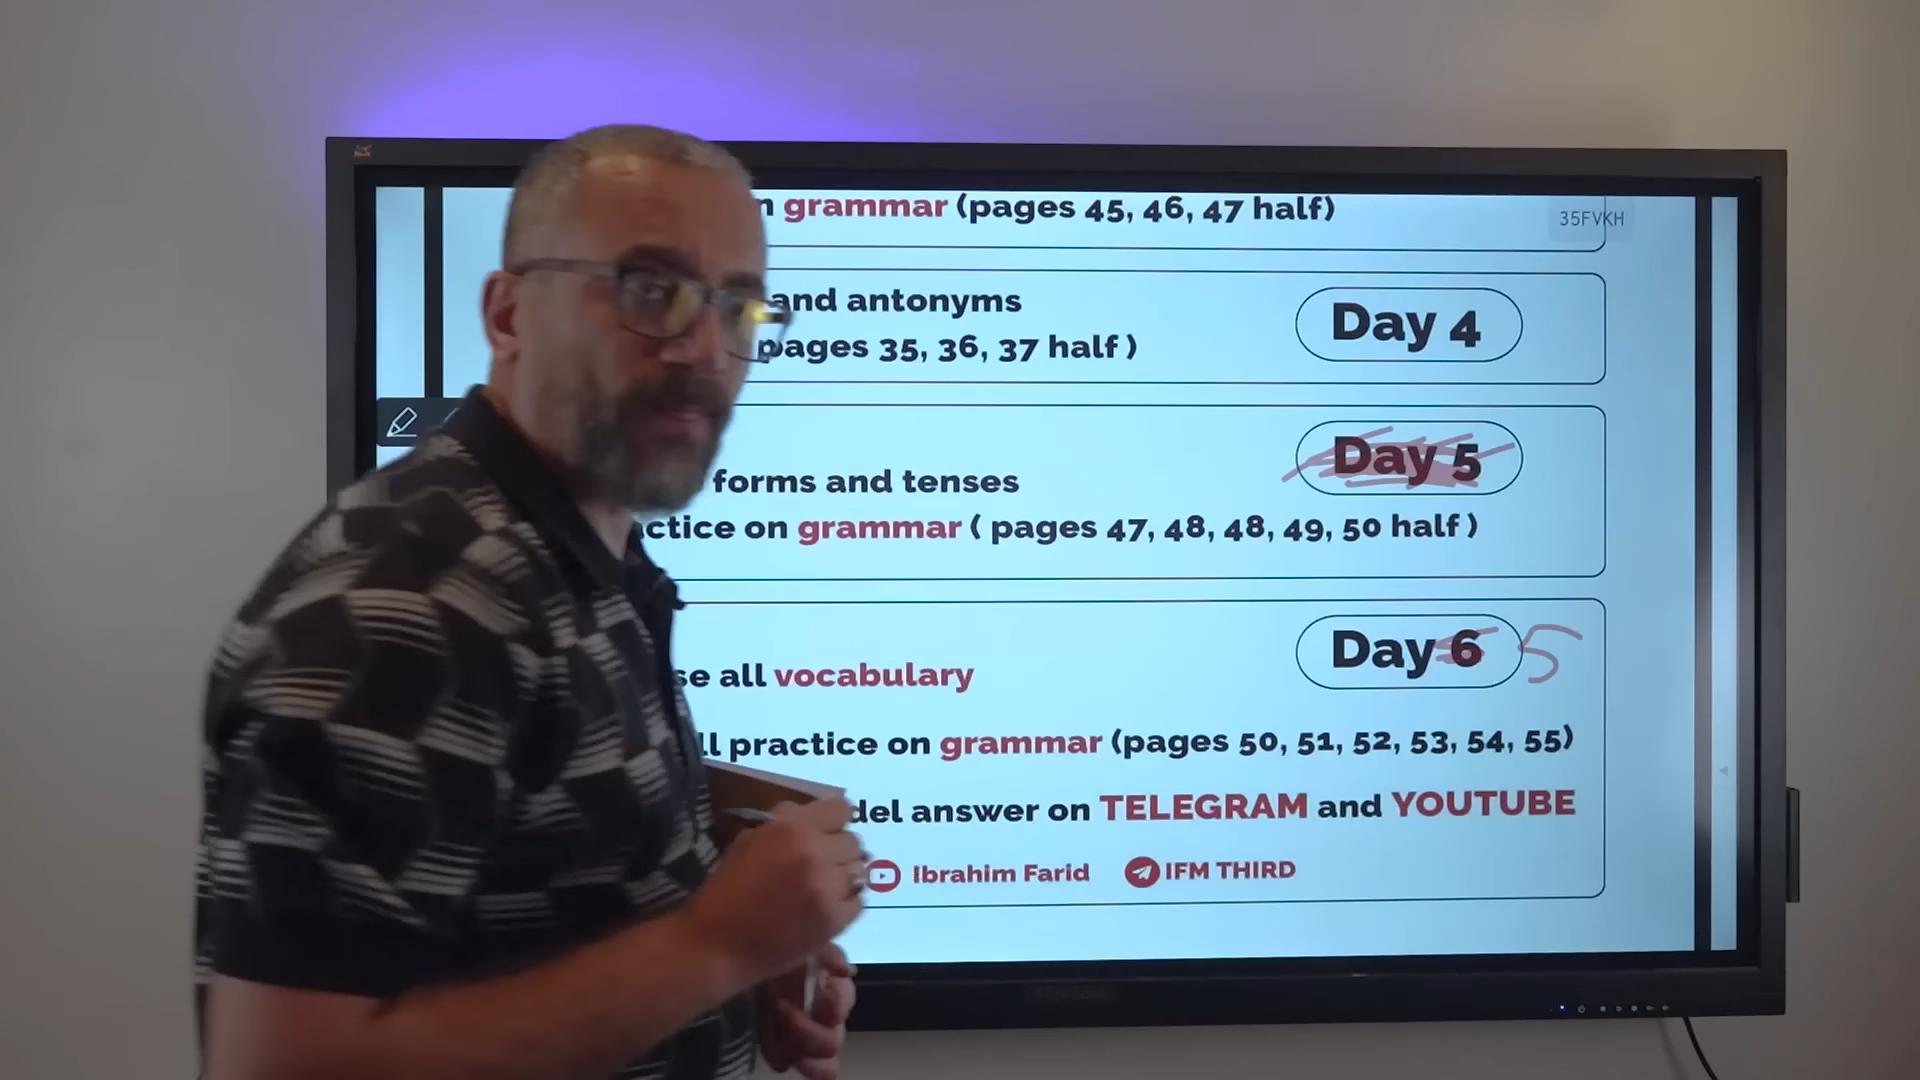 grammar (pages 45, 46, 47 half)
35FVKH
and antonyms
Day 4
pages 35, 36, 37 half )
Day 5
forms and tenses
ctice on grammar ( pages 47, 48, 48, 49, 50 half )
Day 6 5
se all vocabulary
ll practice on grammar (pages 50, 51, 52, 53, 54, 55)
del answer on TELEGRAM and YOUTUBE
Ibrahim Farid IFM THIRD